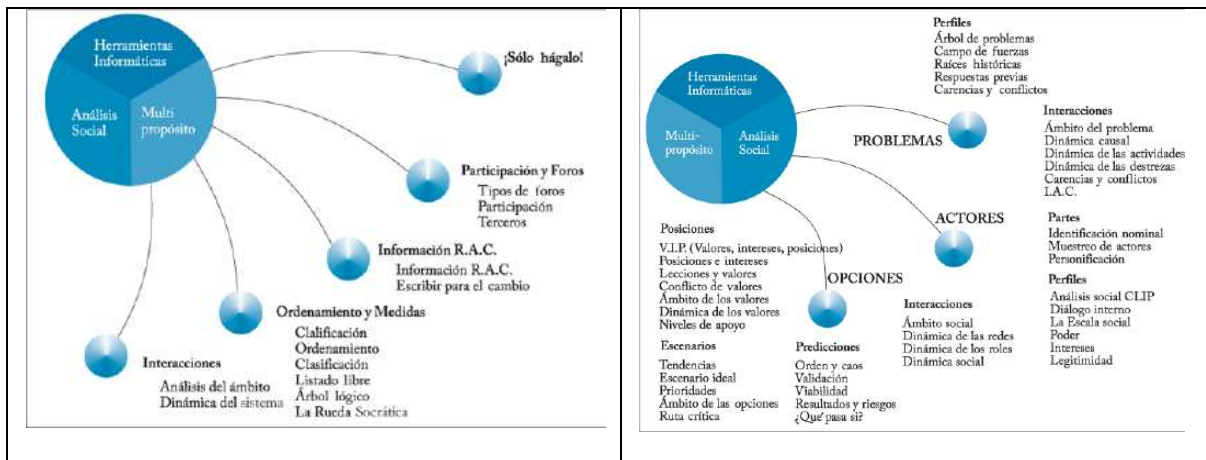 Herramientas
Informáticas
Análisis
Social
Multi
propósito
¡Sólo hágalo!
Participación y Foros
Tipos de foros
Participación
Terceros
Información R.A.C.
Información R.A.C.
Escribir para el cambio
Ordenamiento y Medidas
Clalificación
Ordenamiento
Clasificación
Listado libre
Árbol lógico
La Rueda Socrática
Interacciones
Análisis del ámbito
Dinámica del sistema
Herramientas
Informáticas
Multi-
propósito
Análisis
Social
PROBLEMAS
Perfiles
Árbol de problemas
Campo de fuerzas
Raíces históricas
Respuestas previas
Carencias y conflictos
Interacciones
Ámbito del problema
Dinámica causal
Dinámica de las actividades
Dinámica de las destrezas
Carencias y conflictos
I.A.C.
ACTORES
Partes
Identificación nominal
Muestreo de actores
Personificación
Perfiles
Análisis social CLIP
Diálogo interno
La Escala social
Poder
Intereses
Legitimidad
Interacciones
Ámbito social
Dinámica de las redes
Dinámica de los roles
Dinámica social
OPCIONES
Posiciones
V.I.P. (Valores, intereses, posiciones)
Posiciones e intereses
Lecciones y valores
Conflicto de valores
Ámbito de los valores
Dinámica de los valores
Niveles de apoyo
Escenarios
Tendencias
Escenario ideal
Prioridades
Ámbito de las opciones
Ruta crítica
Predicciones
Orden y caos
Validación
Viabilidad
Resultados y riesgos
¿Que' pasa si?